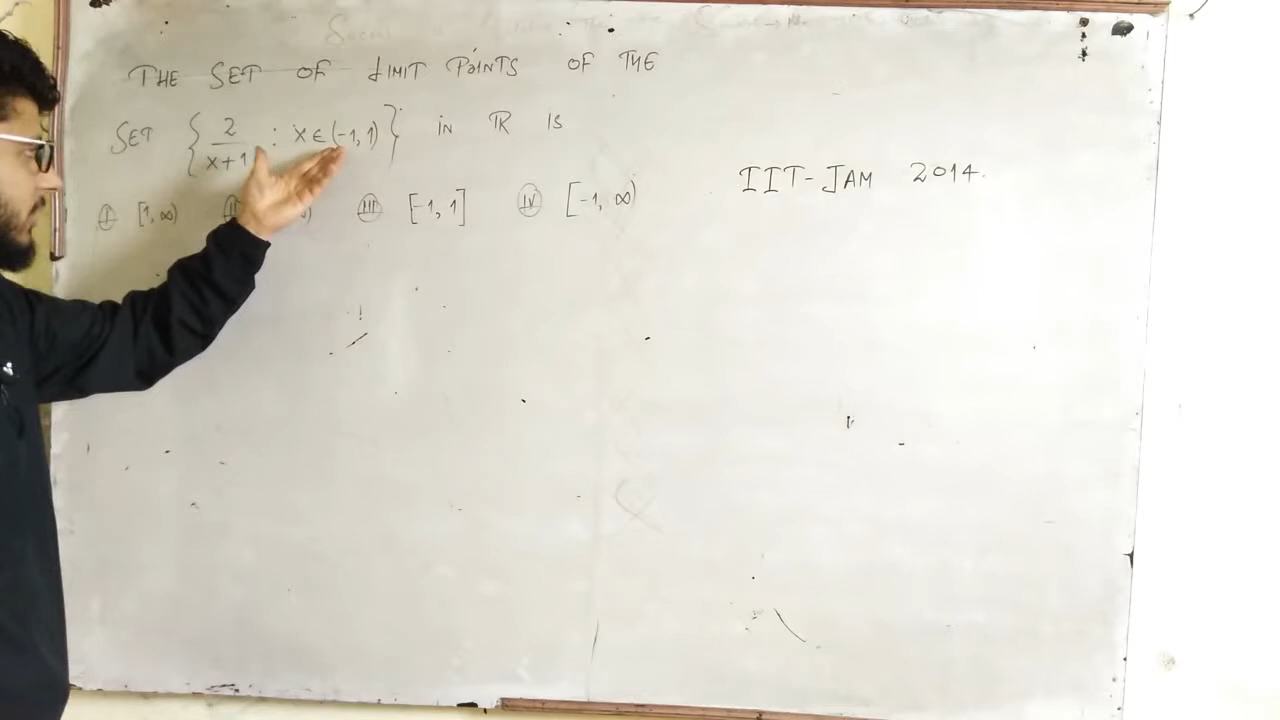 THE SET OF LIMIT POINTS OF THE
SET { 2/(x+1) : x ∈ (-1, 1) } in ℝ IS
IIT-JAM 2014.
Ⓘ [1, ∞) Ⓘⓘ ∞) Ⓘⓘⓘ [-1, 1] ⓘⓥ [-1, ∞)